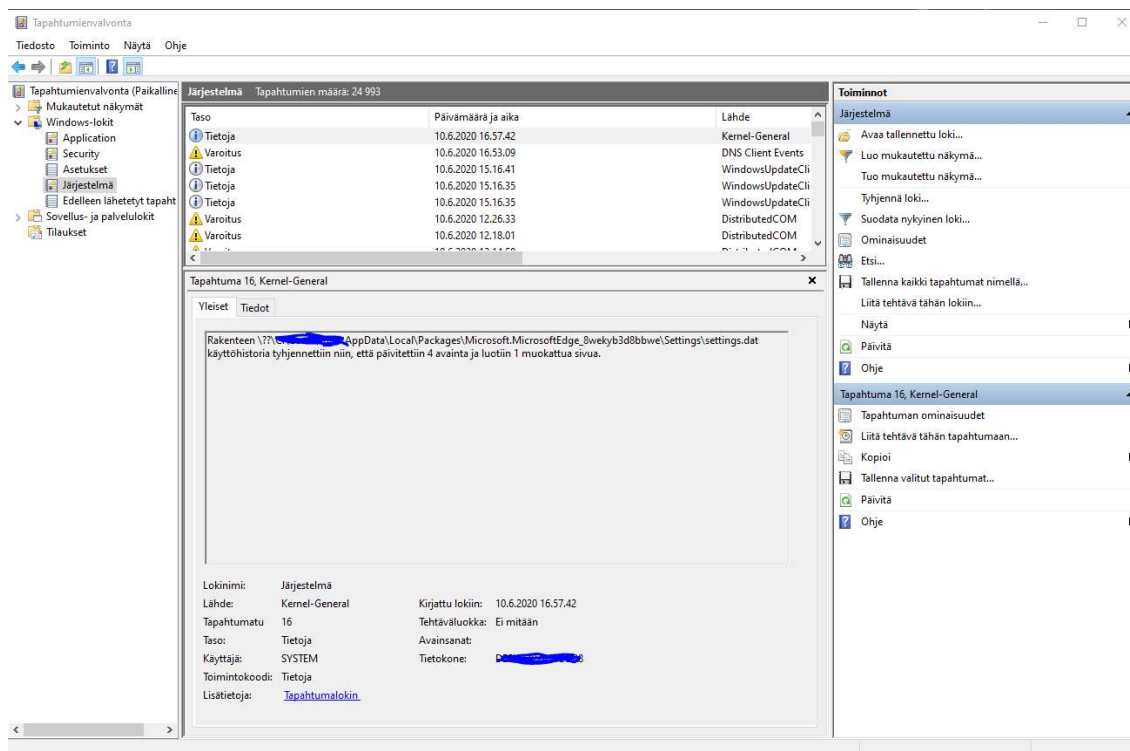 Tapahtumienvalvonta
Tiedosto Toiminto Näytä Ohje
Tapahtumienvalvonta (Paikalline
Mukautetut näkymät
Windows-lokit
Application
Security
Asetukset
Järjestelmä
Edelleen lähetetyt tapaht
Sovellus- ja palvelulokit
Tilaukset
Järjestelmä Tapahtumien määrä: 24 993
Taso Päivämäärä ja aika Lähde
Tietoja 10.6.2020 16.57.42 Kernel-General
Varoitus 10.6.2020 16.53.09 DNS Client Events
Tietoja 10.6.2020 15.16.41 WindowsUpdateCli
Tietoja 10.6.2020 15.16.35 WindowsUpdateCli
Tietoja 10.6.2020 15.16.35 WindowsUpdateCli
Varoitus 10.6.2020 12.26.33 DistributedCOM
Varoitus 10.6.2020 12.18.01 DistributedCOM
Tapahtuma 16, Kernel-General
Yleiset Tiedot
Rakenteen \??\ AppData\Local\Packages\Microsoft.MicrosoftEdge_8wekyb3d8bbwe\Settings\settings.dat
käyttöhistoria tyhjennettiin niin, että päivitettiin 4 avainta ja luotiin 1 muokattua sivua.
Lokinimi: Järjestelmä
Lähde: Kernel-General Kirjattu lokiin: 10.6.2020 16.57.42
Tapahtumatu 16 Tehtäväluokka: Ei mitään
Taso: Tietoja Avainsanat:
Käyttäjä: SYSTEM Tietokone:
Toimintokoodi: Tietoja
Lisätietoja: Tapahtumalokin
Toiminnot
Järjestelmä
Avaa tallennettu loki...
Luo mukautettu näkymä...
Tuo mukautettu näkymä...
Tyhjennä loki...
Suodata nykyinen loki...
Ominaisuudet
Etsi...
Tallenna kaikki tapahtumat nimellä...
Liitä tehtävä tähän lokiin...
Näytä
Päivitä
Ohje
Tapahtuma 16, Kernel-General
Tapahtuman ominaisuudet
Liitä tehtävä tähän tapahtumaan...
Kopioi
Tallenna valitut tapahtumat...
Päivitä
Ohje